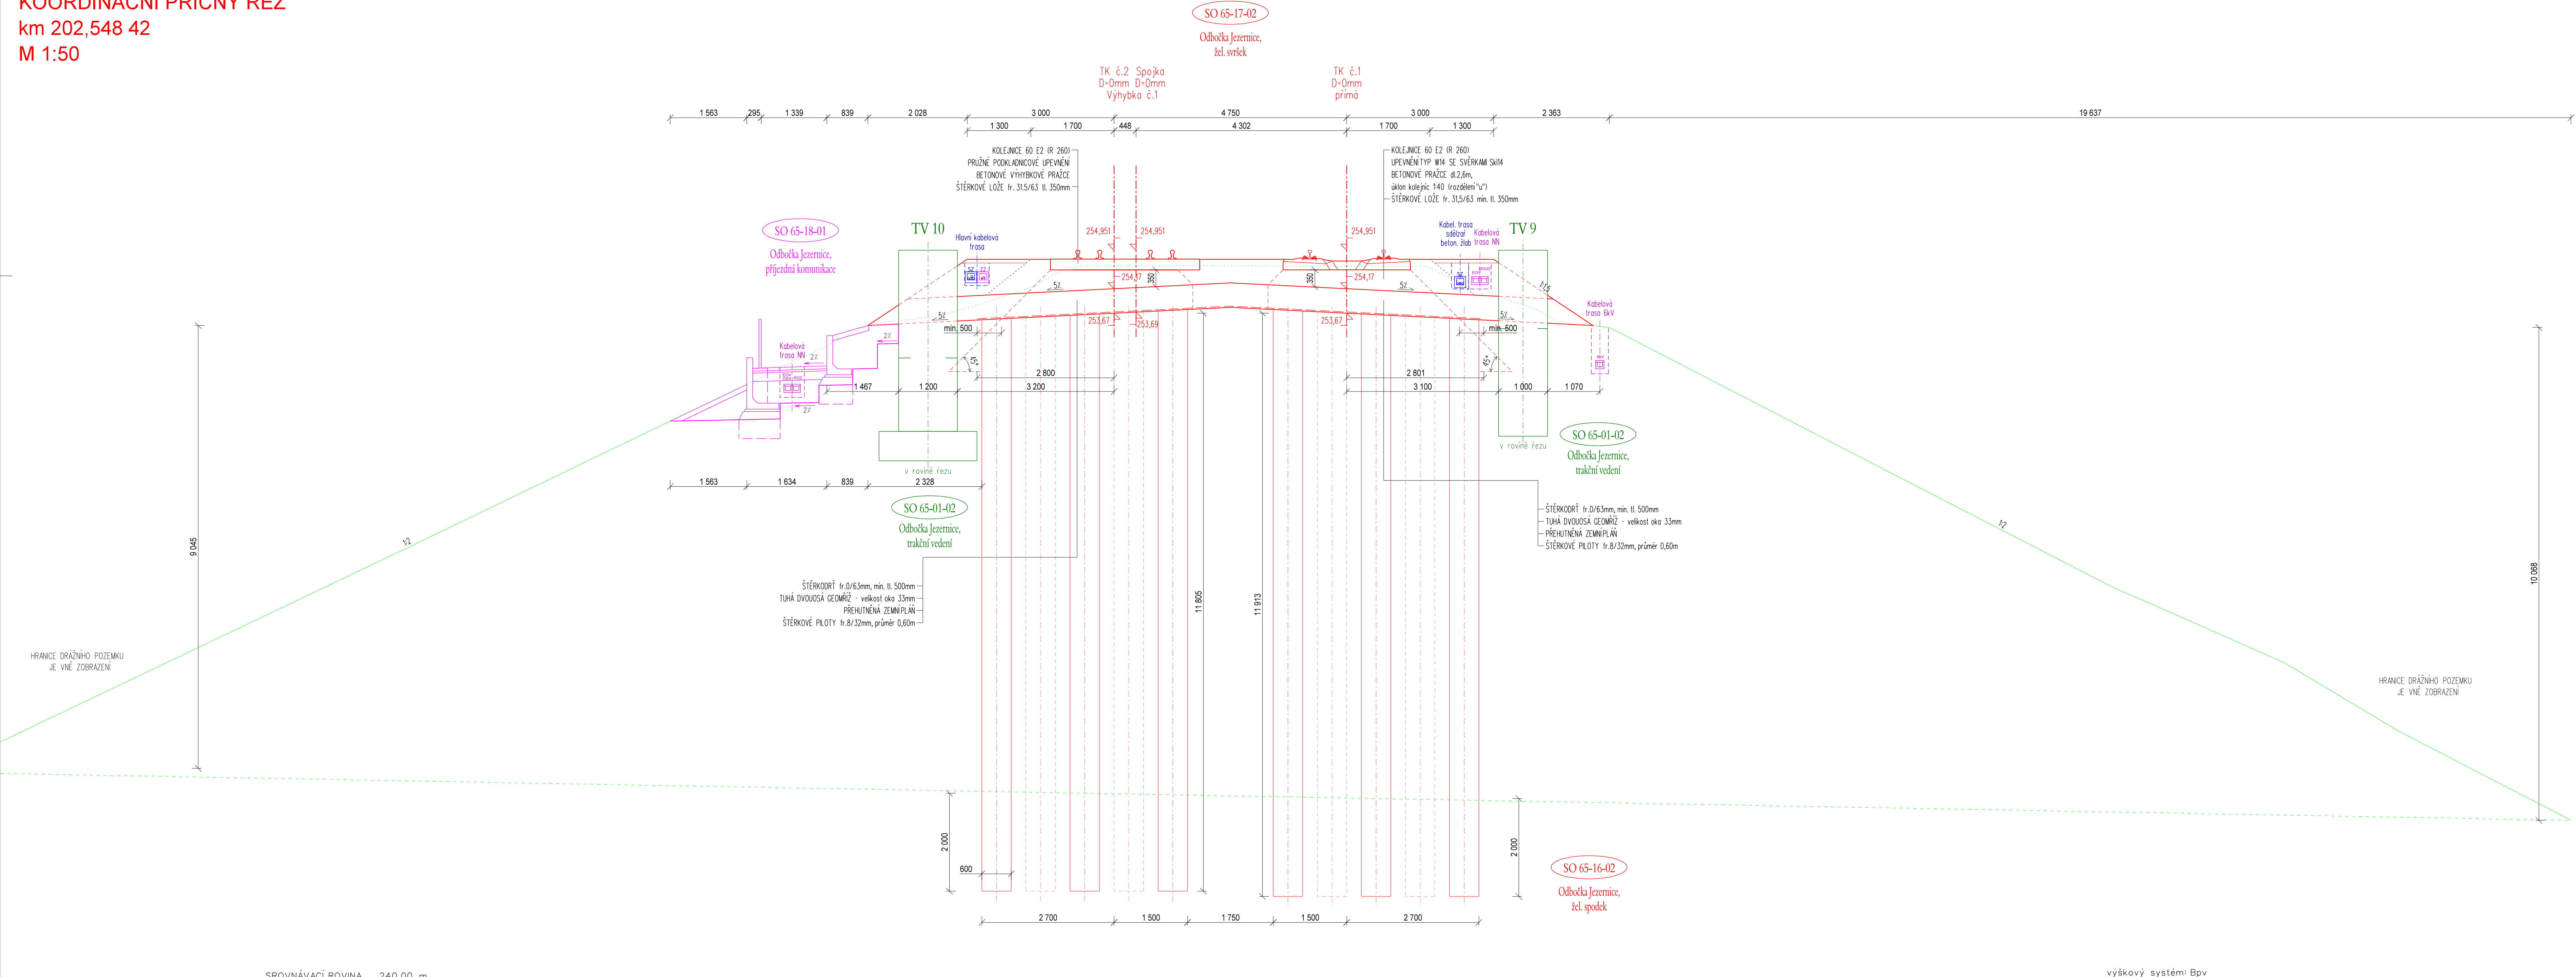 KOORDINAČNÍ PŘÍČNÝ ŘEZ
km 202,548 42
M 1:50
SO 65-17-02
Odbočka Jezernice,
žel. svršek
TK č.2 Spojka
D=0mm D=0mm
Výhybka č.1
TK č.1
D=0mm
přímá
1 563
295
1 339
839
2 028
3 000
4 750
3 000
2 363
19 637
1 300
1 700
448
4 302
1 700
1 300
KOLEJNICE 60 E2 (R 260)
PRUŽNÉ PODKLADNICOVÉ UPEVNĚNÍ
BETONOVÉ VÝHYBKOVÉ PRAŽCE
ŠTĚRKOVÉ LOŽE fr. 31,5/63 tl. 350mm
KOLEJNICE 60 E2 (R 260)
UPEVNĚNÍ TYP W14 SE SVĚRKAMI Skl14
BETONOVÉ PRAŽCE dl.2,6m,
úklon kolejnic 1:40 (rozdělení "u")
ŠTĚRKOVÉ LOŽE fr. 31,5/63 min. tl. 350mm
SO 65-18-01
Odbočka Jezernice,
příjezdná komunikace
TV 10
Hlavní kabelová
trasa
254,951
254,951
254,951
Kabel. trasa
sdělzař
beton. žlab
Kabelová
trasa NN
TV 9
254,17
350
350
254,17
5%
5%
1:1,5
Kabelová
trasa 6kV
5%
5%
253,67
253,69
253,67
min. 500
min. 500
2%
2%
2%
Kabelová
trasa NN
45°
45°
2 800
2 801
1 467
1 200
3 200
3 100
1 000
1 070
v rovině řezu
v rovině řezu
SO 65-01-02
Odbočka Jezernice,
trakční vedení
1 563
1 634
839
2 328
SO 65-01-02
Odbočka Jezernice,
trakční vedení
ŠTĚRKODRŤ fr.0/63mm, min. tl. 500mm
TUHÁ DVOUOSÁ GEOMŘÍŽ - velikost oka 33mm
PŘEHUTNĚNÁ ZEMNÍ PLÁŇ
ŠTĚRKOVÉ PILOTY fr.8/32mm, průměr 0,60m
ŠTĚRKODRŤ fr.0/63mm, min. tl. 500mm
TUHÁ DVOUOSÁ GEOMŘÍŽ - velikost oka 33mm
PŘEHUTNĚNÁ ZEMNÍ PLÁŇ
ŠTĚRKOVÉ PILOTY fr.8/32mm, průměr 0,60m
1:2
1:2
9 045
10 068
11 805
11 913
HRANICE DRÁŽNÍHO POZEMKU
JE VNĚ ZOBRAZENÍ
HRANICE DRÁŽNÍHO POZEMKU
JE VNĚ ZOBRAZENÍ
2 000
2 000
600
SO 65-16-02
Odbočka Jezernice,
žel. spodek
2 700
1 500
1 750
1 500
2 700
SROVNÁVACÍ ROVINA 240,00 m
výškový systém: Bpv